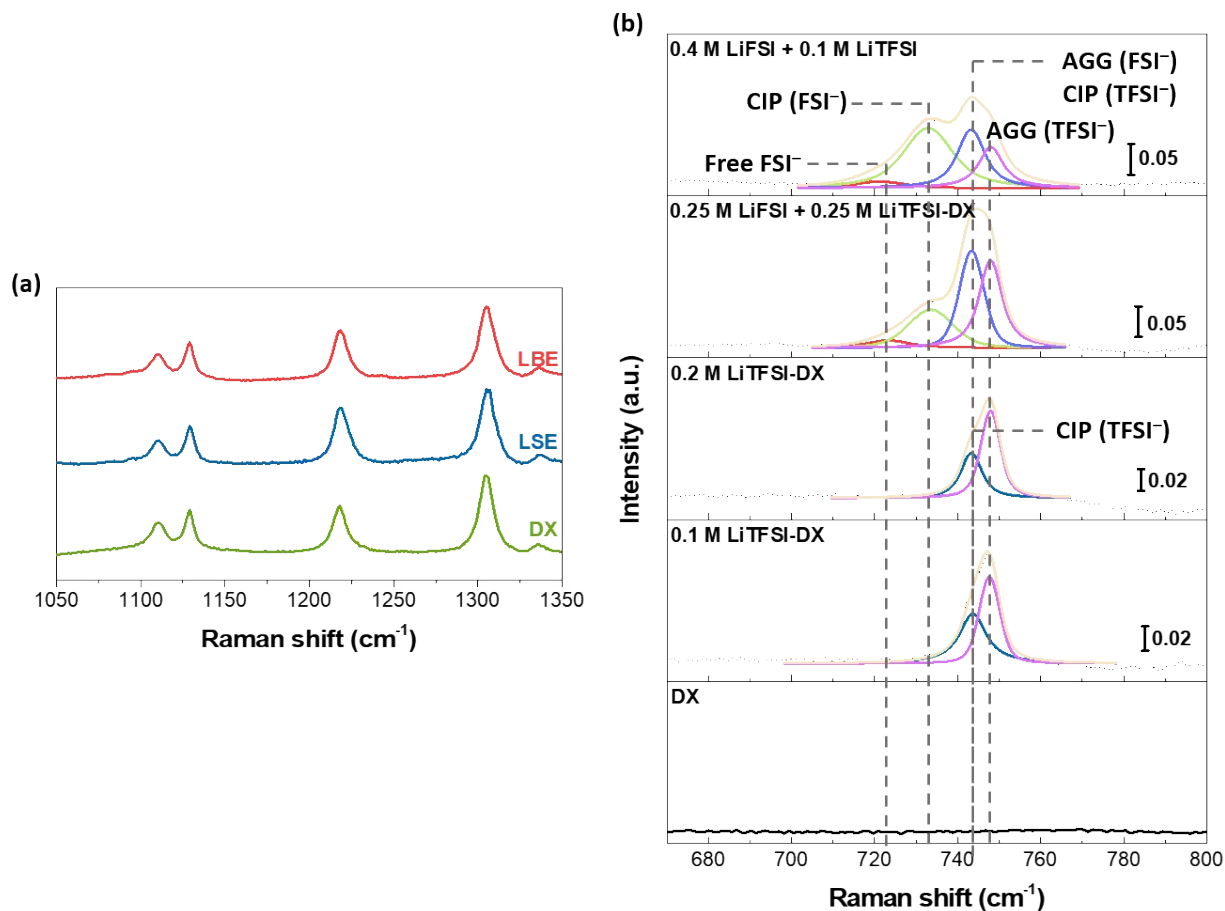 (a)
LBE
LSE
DX
1050 1100 1150 1200 1250 1300 1350
Raman shift (cm⁻¹)
(b)
0.4 M LiFSI + 0.1 M LiTFSI
AGG (FSI⁻)
CIP (FSI⁻)
CIP (TFSI⁻)
AGG (TFSI⁻)
Free FSI⁻
0.05
0.25 M LiFSI + 0.25 M LiTFSI-DX
0.05
0.2 M LiTFSI-DX
CIP (TFSI⁻)
0.02
0.1 M LiTFSI-DX
0.02
DX
Intensity (a.u.)
680 700 720 740 760 780 800
Raman shift (cm⁻¹)